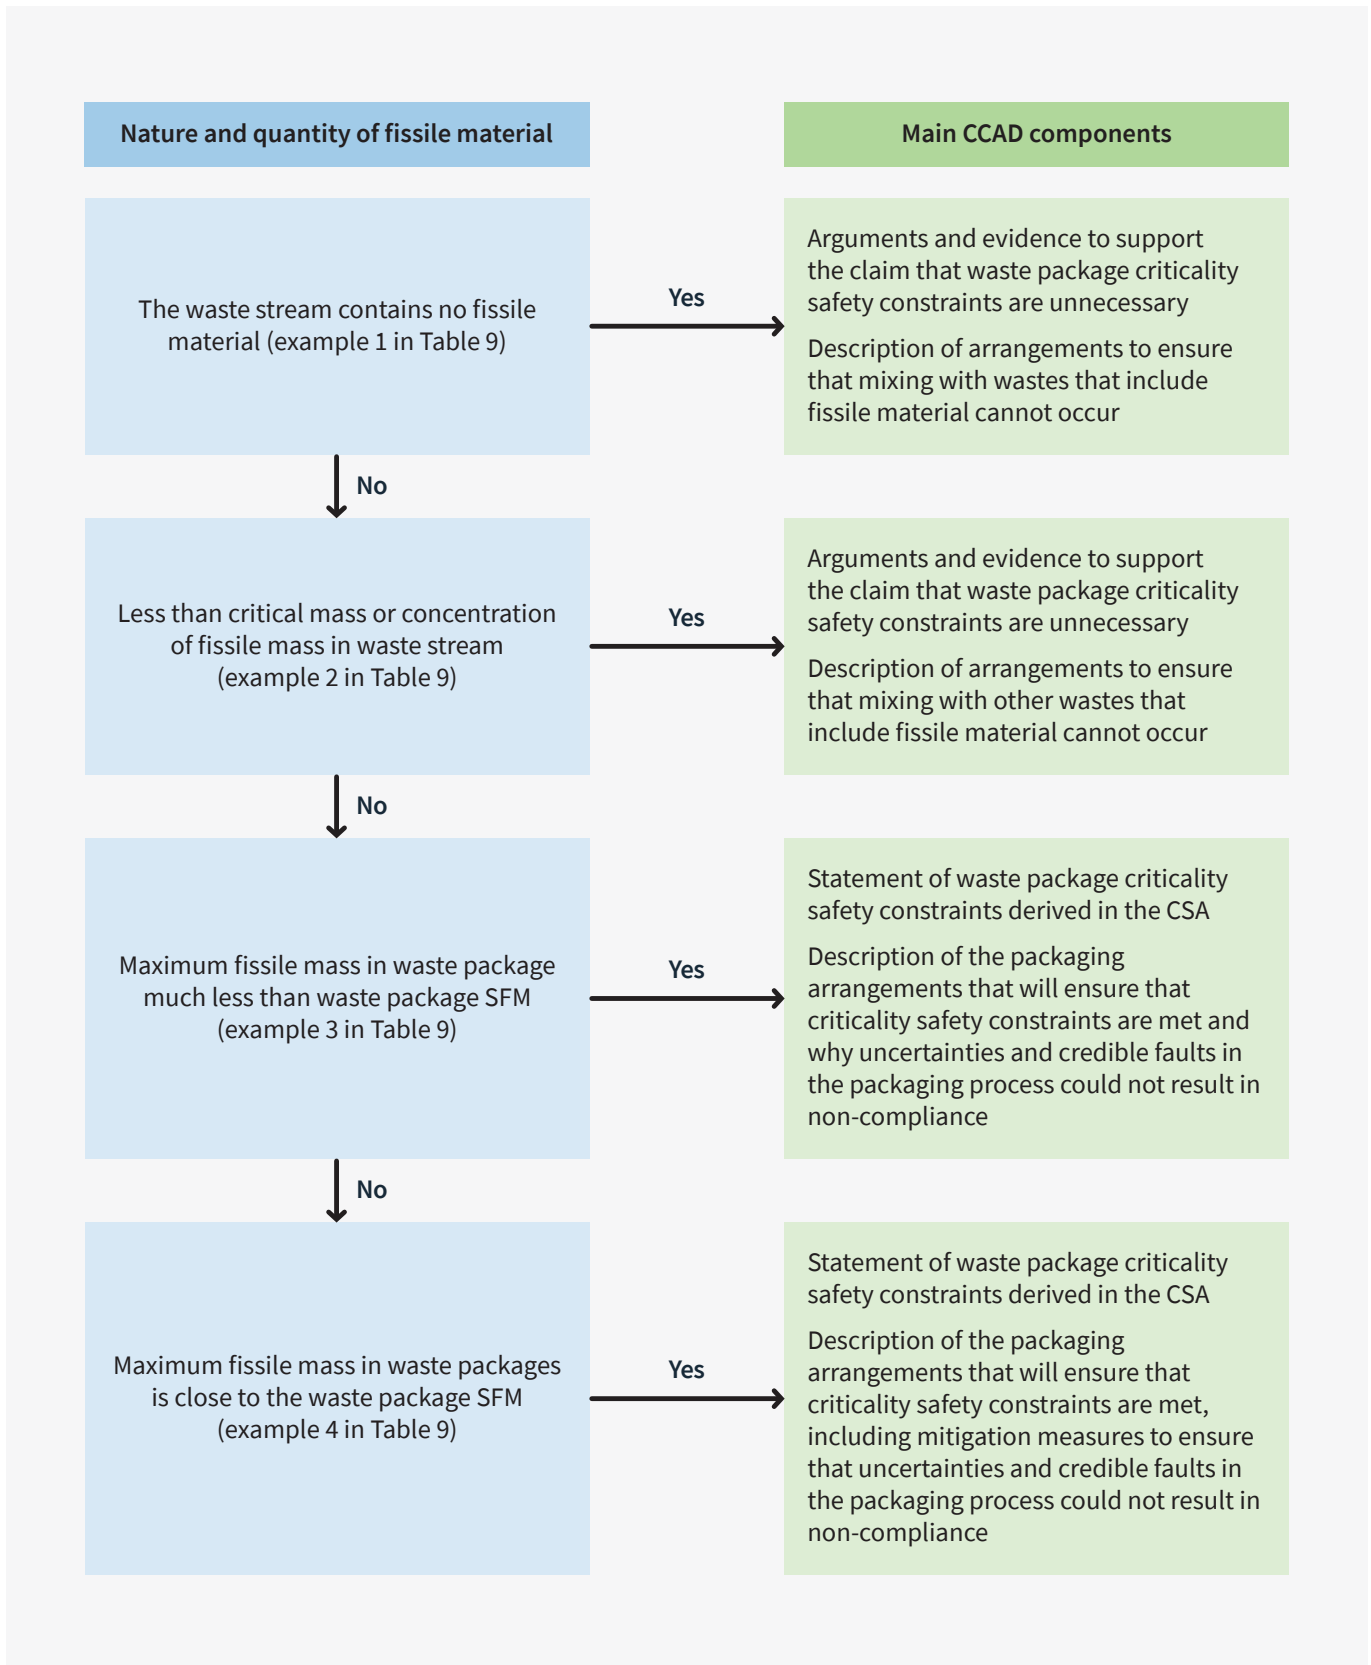 Nature and quantity of fissile material
Main CCAD components
The waste stream contains no fissile
material (example 1 in Table 9)
Yes
Arguments and evidence to support
the claim that waste package criticality
safety constraints are unnecessary
Description of arrangements to ensure
that mixing with wastes that include
fissile material cannot occur
No
Less than critical mass or concentration
of fissile mass in waste stream
(example 2 in Table 9)
Yes
Arguments and evidence to support
the claim that waste package criticality
safety constraints are unnecessary
Description of arrangements to ensure
that mixing with other wastes that
include fissile material cannot occur
No
Maximum fissile mass in waste package
much less than waste package SFM
(example 3 in Table 9)
Yes
Statement of waste package criticality
safety constraints derived in the CSA
Description of the packaging
arrangements that will ensure that
criticality safety constraints are met and
why uncertainties and credible faults in
the packaging process could not result in
non-compliance
No
Maximum fissile mass in waste packages
is close to the waste package SFM
(example 4 in Table 9)
Yes
Statement of waste package criticality
safety constraints derived in the CSA
Description of the packaging
arrangements that will ensure that
criticality safety constraints are met,
including mitigation measures to ensure
that uncertainties and credible faults in
the packaging process could not result in
non-compliance